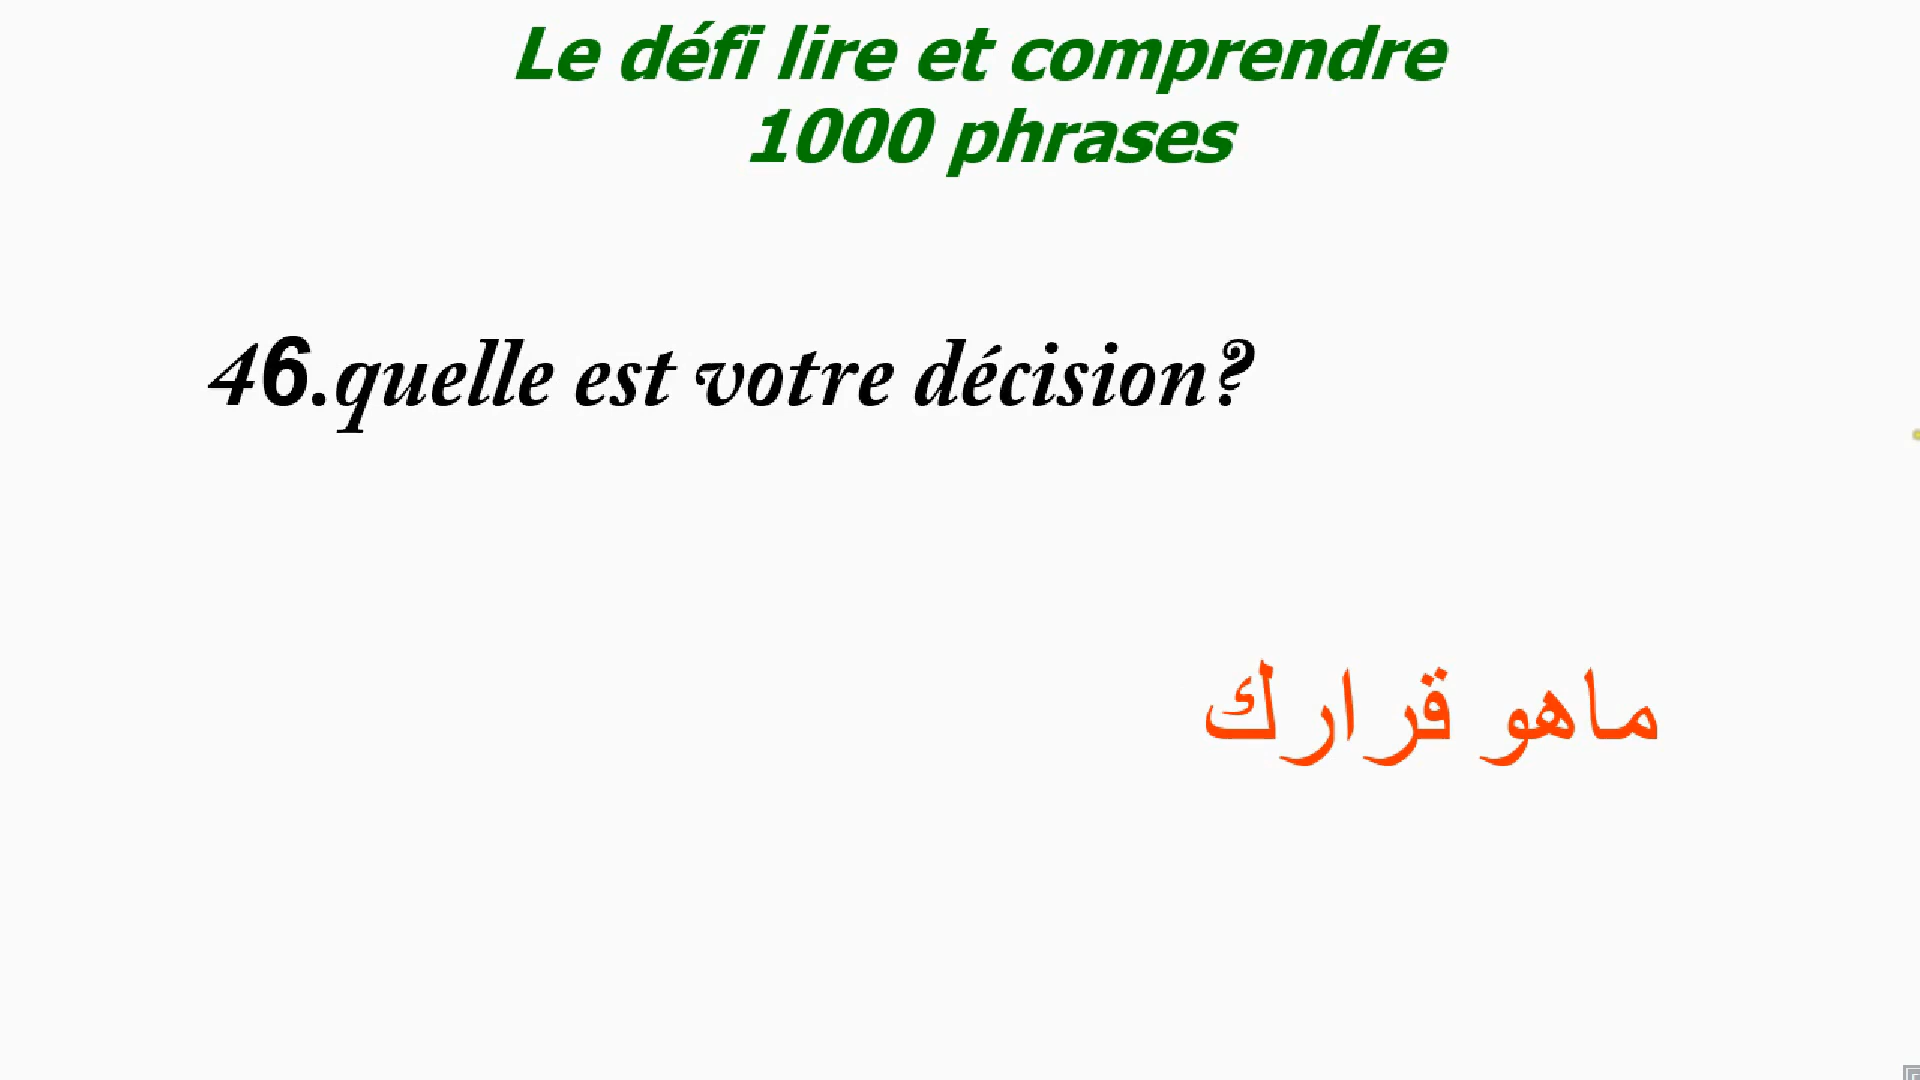 Le défi lire et comprendre
1000 phrases
46.quelle est votre décision?
ماهو قرارك